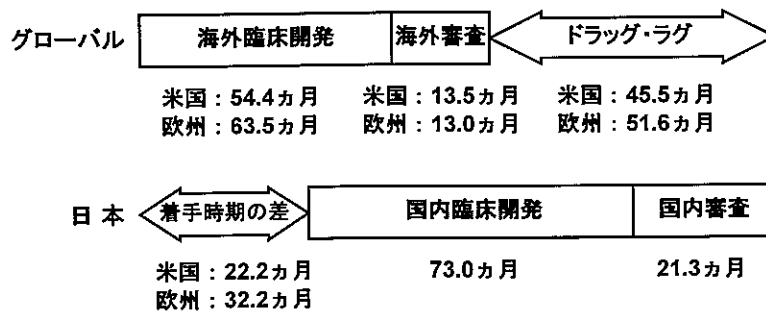 グローバル
海外臨床開発
海外審査
ドラッグ・ラグ
米国：54.4ヵ月
欧州：63.5ヵ月
米国：13.5ヵ月
欧州：13.0ヵ月
米国：45.5ヵ月
欧州：51.6ヵ月
日本
着手時期の差
国内臨床開発
国内審査
米国：22.2ヵ月
欧州：32.2ヵ月
73.0ヵ月
21.3ヵ月